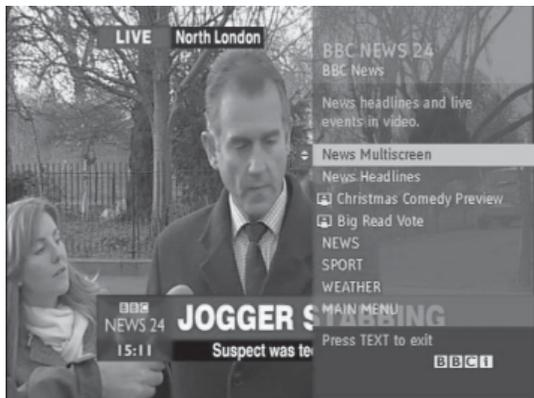 LIVE North London
BBC NEWS 24
BBC News
News headlines and live
events in video.
News Multiscreen
News Headlines
Christmas Comedy Preview
Big Read Vote
NEWS
SPORT
WEATHER
MAIN MENU
Press TEXT to exit
BBCi
BBC
NEWS 24
15:11
JOGGER STABBING
Suspect was